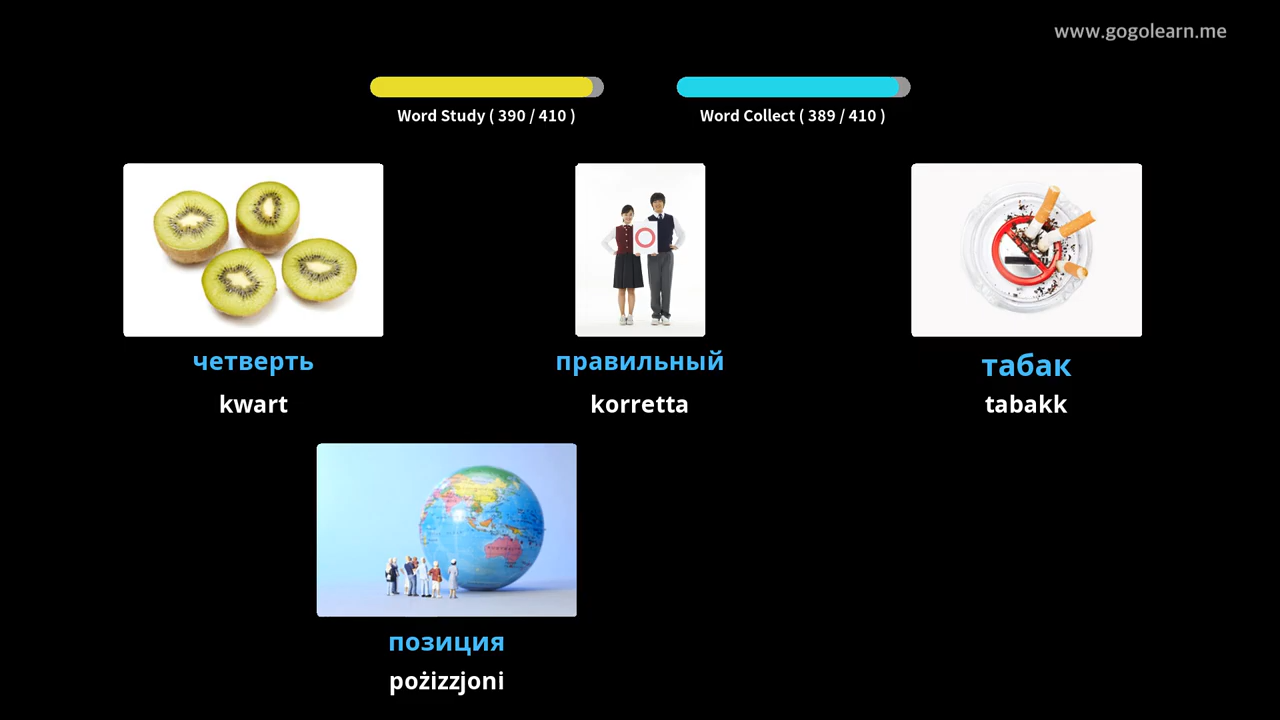 www.gogolearn.me
Word Study ( 390 / 410 )
Word Collect ( 389 / 410 )
четверть
правильный
табак
kwart
korretta
tabakk
позиция
pożizzjoni